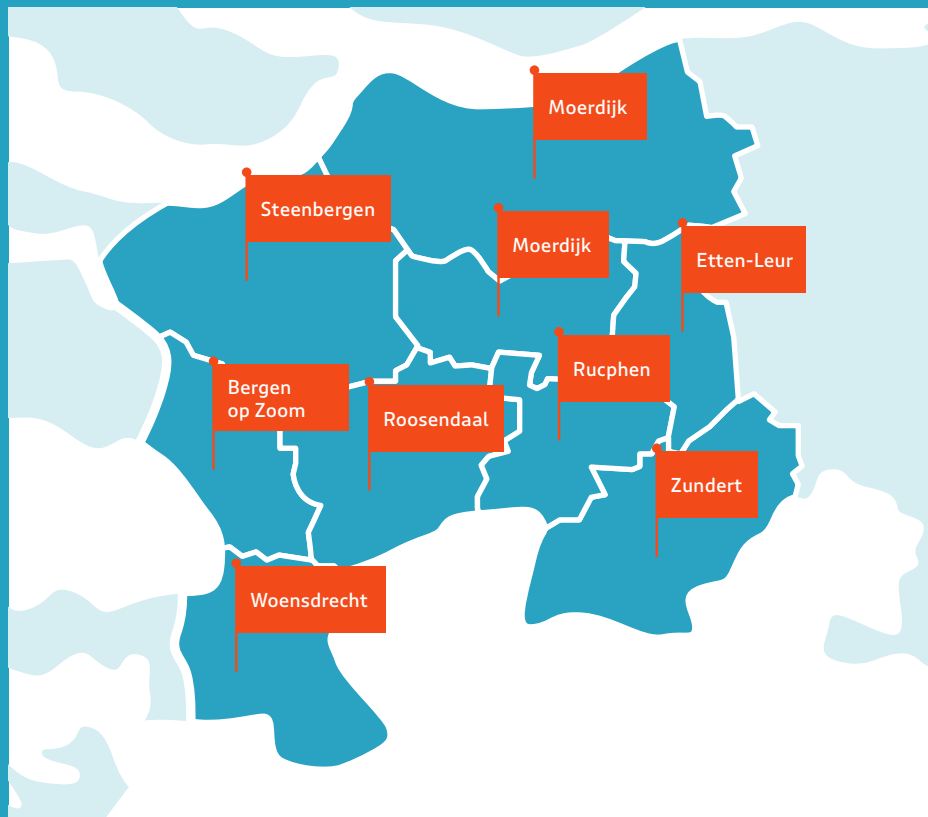 Moerdijk
Steenbergen
Moerdijk
Etten-Leur
Rucphen
Bergen
op Zoom
Roosendaal
Zundert
Woensdrecht